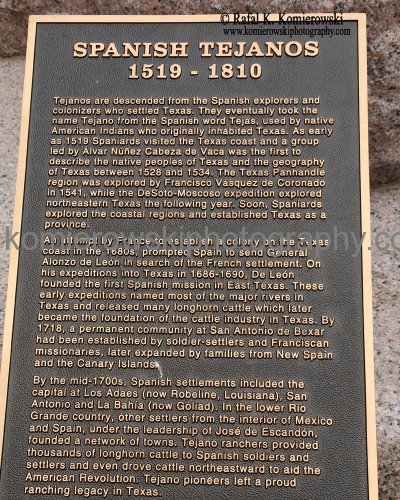 © Rafał K. Komierowski
www.komierowskiphotography.com
SPANISH TEJANOS
1519 - 1810
Tejanos are descended from the Spanish explorers and
colonizers who settled Texas. They eventually took the
name Tejano from the Spanish word Tejas, used by native
American Indians who originally inhabited Texas. As early
as 1519 Spaniards visited the Texas coast and a group
led by Álvar Núñez Cabeza de Vaca was the first to
describe the native peoples of Texas and the geography
of Texas between 1528 and 1534. The Texas Panhandle
region was explored by Francisco Vásquez de Coronado
in 1541, while the DeSoto-Moscoso expedition explored
northeastern Texas the following year. Soon, Spaniards
explored the coastal regions and established Texas as a
province.
komierowskiphotography.com
An attempt by France to establish a colony on the Texas
coast in the 1680s, prompted Spain to send General
Alonzo de León in search of the French settlement. On
his expeditions into Texas in 1686-1690, De León
founded the first Spanish mission in East Texas. These
early expeditions named most of the major rivers in
Texas and released many longhorn cattle which later
became the foundation of the cattle industry in Texas. By
1718, a permanent community at San Antonio de Bexar
had been established by soldier-settlers and Franciscan
missionaries, later expanded by families from New Spain
and the Canary Islands.
By the mid-1700s, Spanish settlements included the
capital at Los Adaes (now Robeline, Louisiana), San
Antonio and La Bahía (now Goliad). In the lower Rio
Grande country, other settlers from the interior of Mexico
and Spain, under the leadership of José de Escandón,
founded a network of towns. Tejano ranchers provided
thousands of longhorn cattle to Spanish soldiers and
settlers and even drove cattle northeastward to aid the
American Revolution. Tejano pioneers left a proud
ranching legacy in Texas.